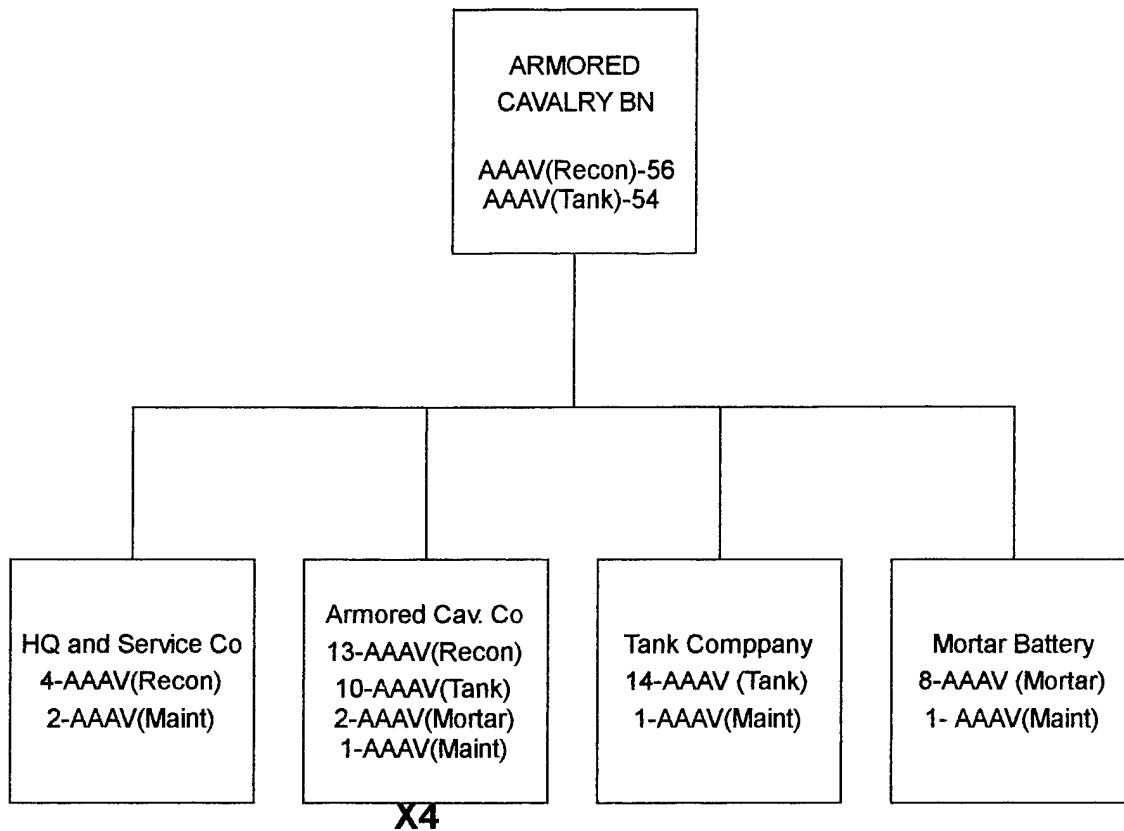 ARMORED
CAVALRY BN
AAAV(Recon)-56
AAAV(Tank)-54
HQ and Service Co
4-AAAV(Recon)
2-AAAV(Maint)
Armored Cav. Co
13-AAAV(Recon)
10-AAAV(Tank)
2-AAAV(Mortar)
1-AAAV(Maint)
X4
Tank Comppany
14-AAAV (Tank)
1-AAAV(Maint)
Mortar Battery
8-AAAV (Mortar)
1- AAAV(Maint)